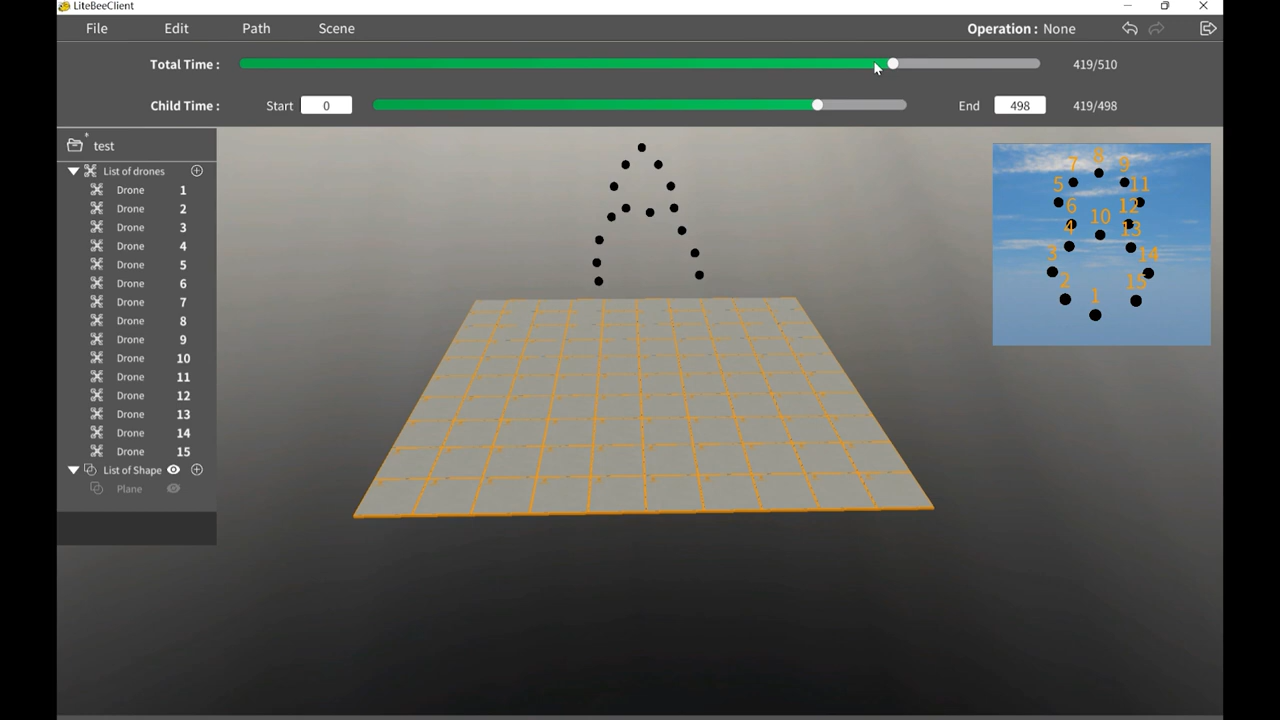 LiteBeeClient
File Edit Path Scene Operation : None
Total Time : 419/510
Child Time : Start 0 End 498 419/498
* test
List of drones
Drone 1
Drone 2
Drone 3
Drone 4
Drone 5
Drone 6
Drone 7
Drone 8
Drone 9
Drone 10
Drone 11
Drone 12
Drone 13
Drone 14
Drone 15
List of Shape
Plane
7 8 9
5 11
6 10 12
4 13
3 14
2 1 15